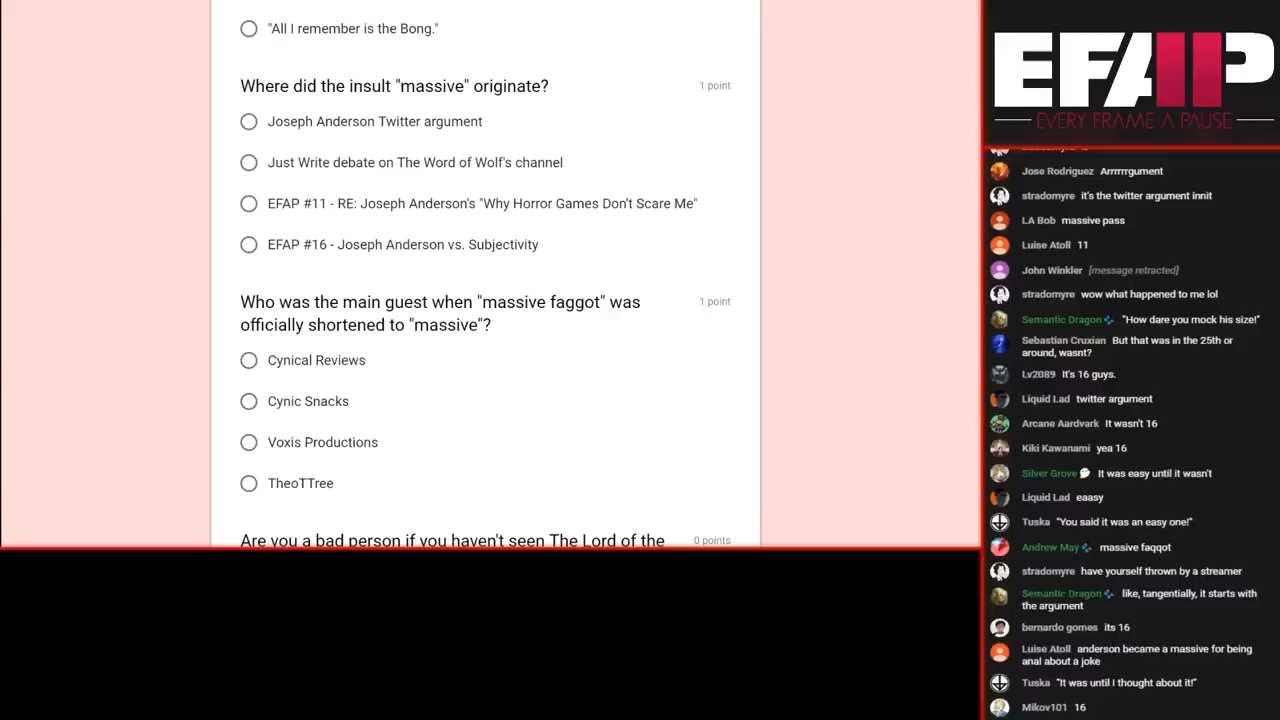 "All I remember is the Bong."
Where did the insult "massive" originate?
1 point
Joseph Anderson Twitter argument
Just Write debate on The Word of Wolf's channel
EFAP #11 - RE: Joseph Anderson's "Why Horror Games Don't Scare Me"
EFAP #16 - Joseph Anderson vs. Subjectivity
Who was the main guest when "massive faggot" was
officially shortened to "massive"?
1 point
Cynical Reviews
Cynic Snacks
Voxis Productions
TheoTTree
Are you a bad person if you haven't seen The Lord of the
0 points
EFAP
EVERY FRAME A PAUSE
Jose Rodriguez Arrrrrrgument
stradomyre it's the twitter argument innit
LA Bob massive pass
Luise Atoll 11
John Winkler [message retracted]
stradomyre wow what happened to me lol
Semantic Dragon "How dare you mock his size!"
Sebastian Cruxian But that was in the 25th or
around, wasnt?
Lv2089 It's 16 guys.
Liquid Lad twitter argument
Arcane Aardvark It wasn't 16
Kiki Kawanami yea 16
Silver Grove It was easy until it wasn't
Liquid Lad eaasy
Tuska "You said it was an easy one!"
Andrew May massive faqqot
stradomyre have yourself thrown by a streamer
Semantic Dragon like, tangentially, it starts with
the argument
bernardo gomes its 16
Luise Atoll anderson became a massive for being
anal about a joke
Tuska "It was until I thought about it!"
Mikov101 16